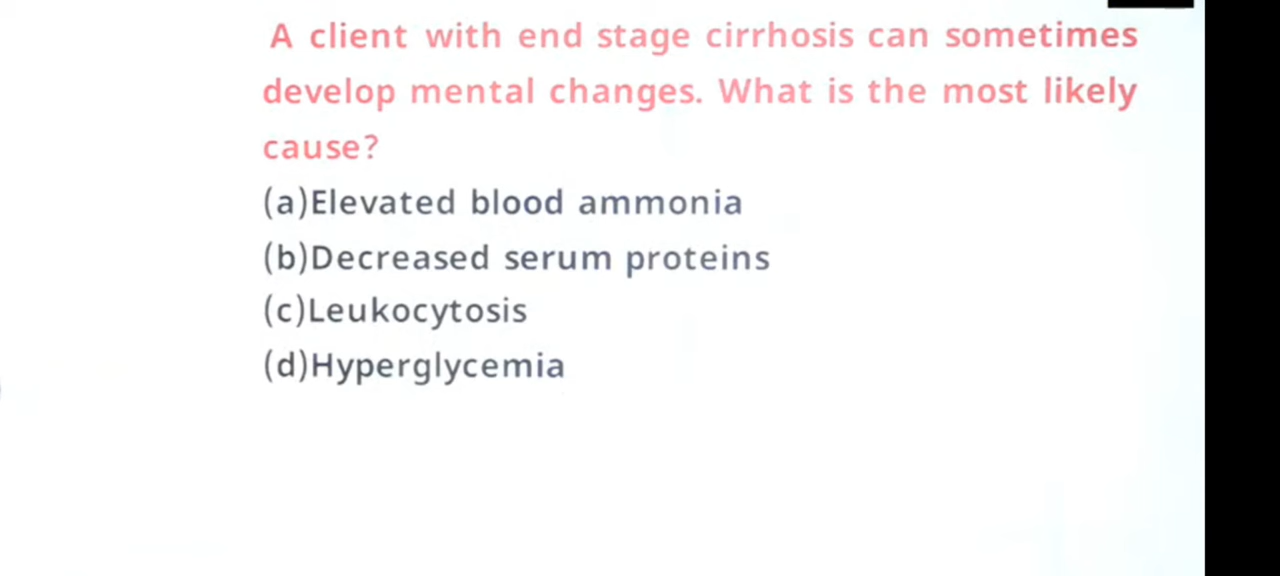 A client with end stage cirrhosis can sometimes
develop mental changes. What is the most likely
cause?
(a)Elevated blood ammonia
(b)Decreased serum proteins
(c)Leukocytosis
(d)Hyperglycemia